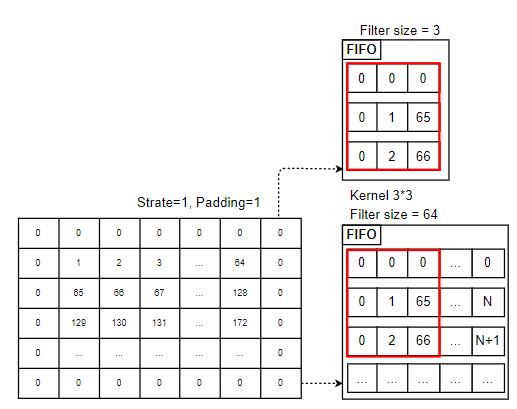 Filter size = 3
FIFO
0 0 0
0 1 65
0 2 66
Strate=1, Padding=1
0 0 0 0 0 0 0
0 1 2 3 ... 64 0
0 65 66 67 ... 128 0
0 129 130 131 ... 172 0
0 ... ... ... ... ... 0
0 0 0 0 0 0 0
Kernel 3*3
Filter size = 64
FIFO
0 0 0 ... 0
0 1 65 ... N
0 2 66 ... N+1
... ... ... ... ...